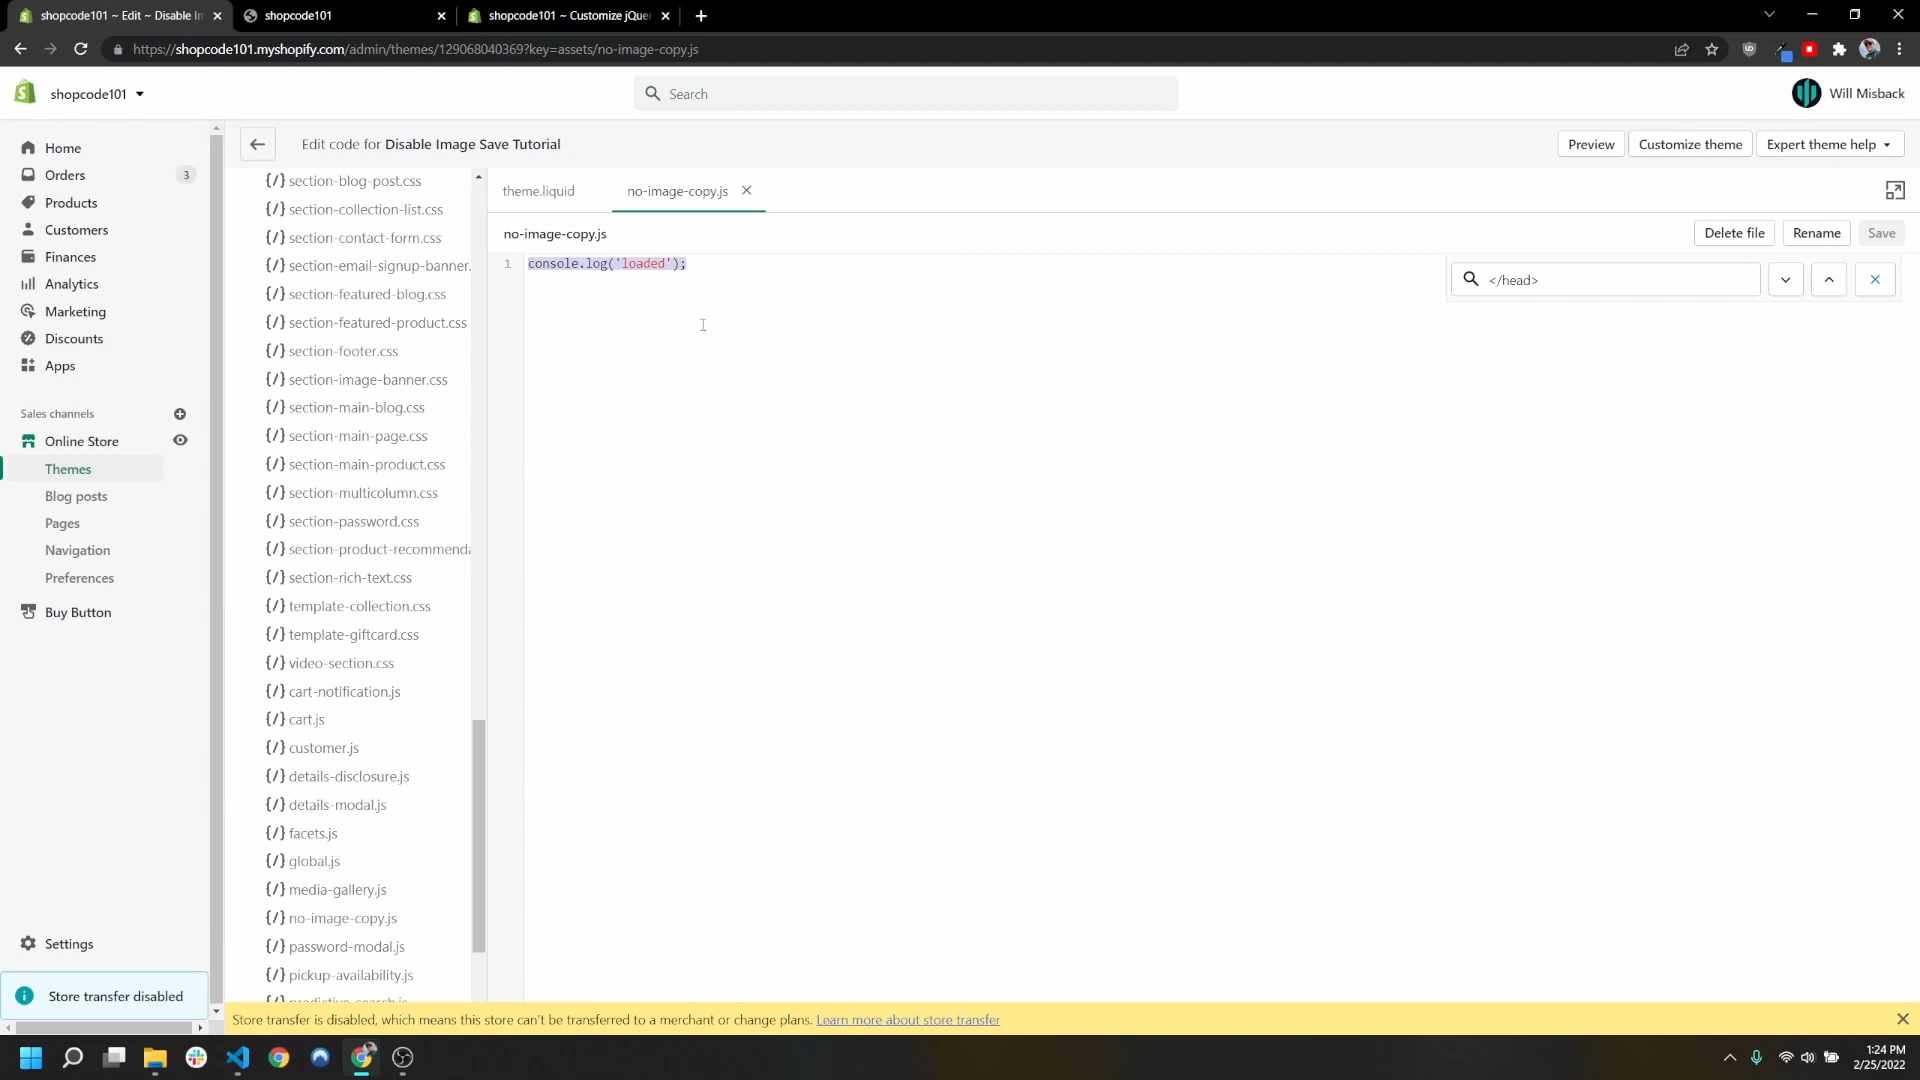 shopcode101 ~ Edit ~ Disable I
shopcode101
shopcode101 ~ Customize jQue
https://shopcode101.myshopify.com/admin/themes/129068040369?key=assets/no-image-copy.js
shopcode101
Search
Will Misback
Home
Orders
3
Products
Customers
Finances
Analytics
Marketing
Discounts
Apps
Sales channels
Online Store
Themes
Blog posts
Pages
Navigation
Preferences
Buy Button
Settings
Store transfer disabled
Edit code for Disable Image Save Tutorial
Preview
Customize theme
Expert theme help
{/} section-blog-post.css
{/} section-collection-list.css
{/} section-contact-form.css
{/} section-email-signup-banner.
{/} section-featured-blog.css
{/} section-featured-product.css
{/} section-footer.css
{/} section-image-banner.css
{/} section-main-blog.css
{/} section-main-page.css
{/} section-main-product.css
{/} section-multicolumn.css
{/} section-password.css
{/} section-product-recommenda
{/} section-rich-text.css
{/} template-collection.css
{/} template-giftcard.css
{/} video-section.css
{/} cart-notification.js
{/} cart.js
{/} customer.js
{/} details-disclosure.js
{/} details-modal.js
{/} facets.js
{/} global.js
{/} media-gallery.js
{/} no-image-copy.js
{/} password-modal.js
{/} pickup-availability.js
theme.liquid
no-image-copy.js
no-image-copy.js
Delete file
Rename
Save
1 console.log('loaded');
</head>
Store transfer is disabled, which means this store can't be transferred to a merchant or change plans. Learn more about store transfer
1:24 PM
2/25/2022